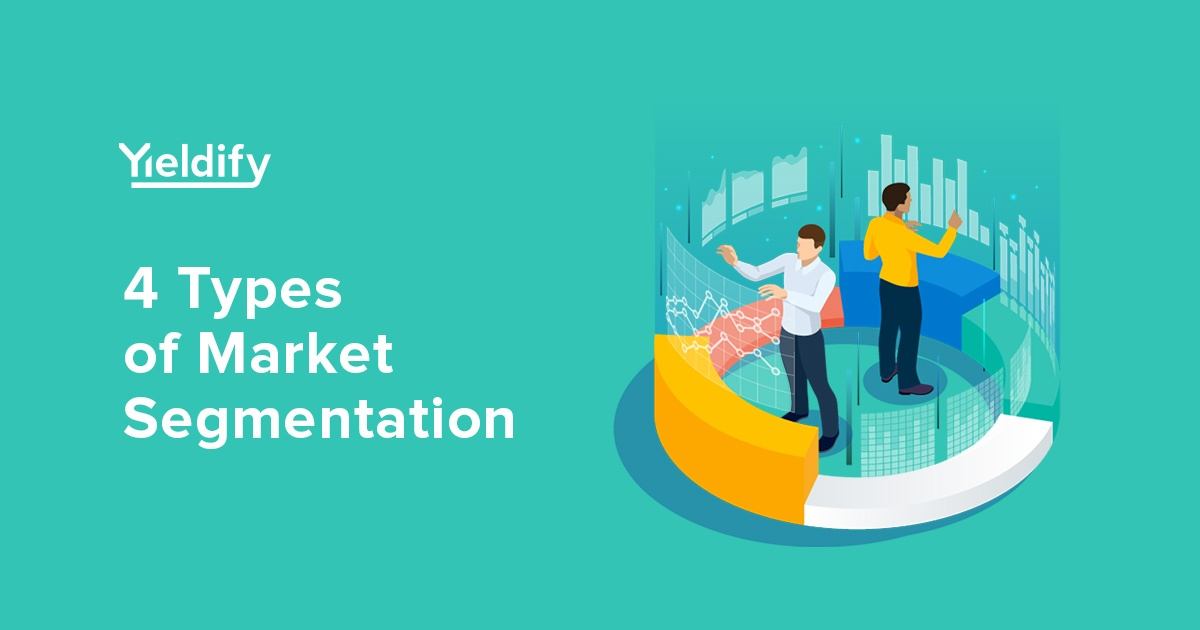 Yieldify
4 Types
of Market
Segmentation